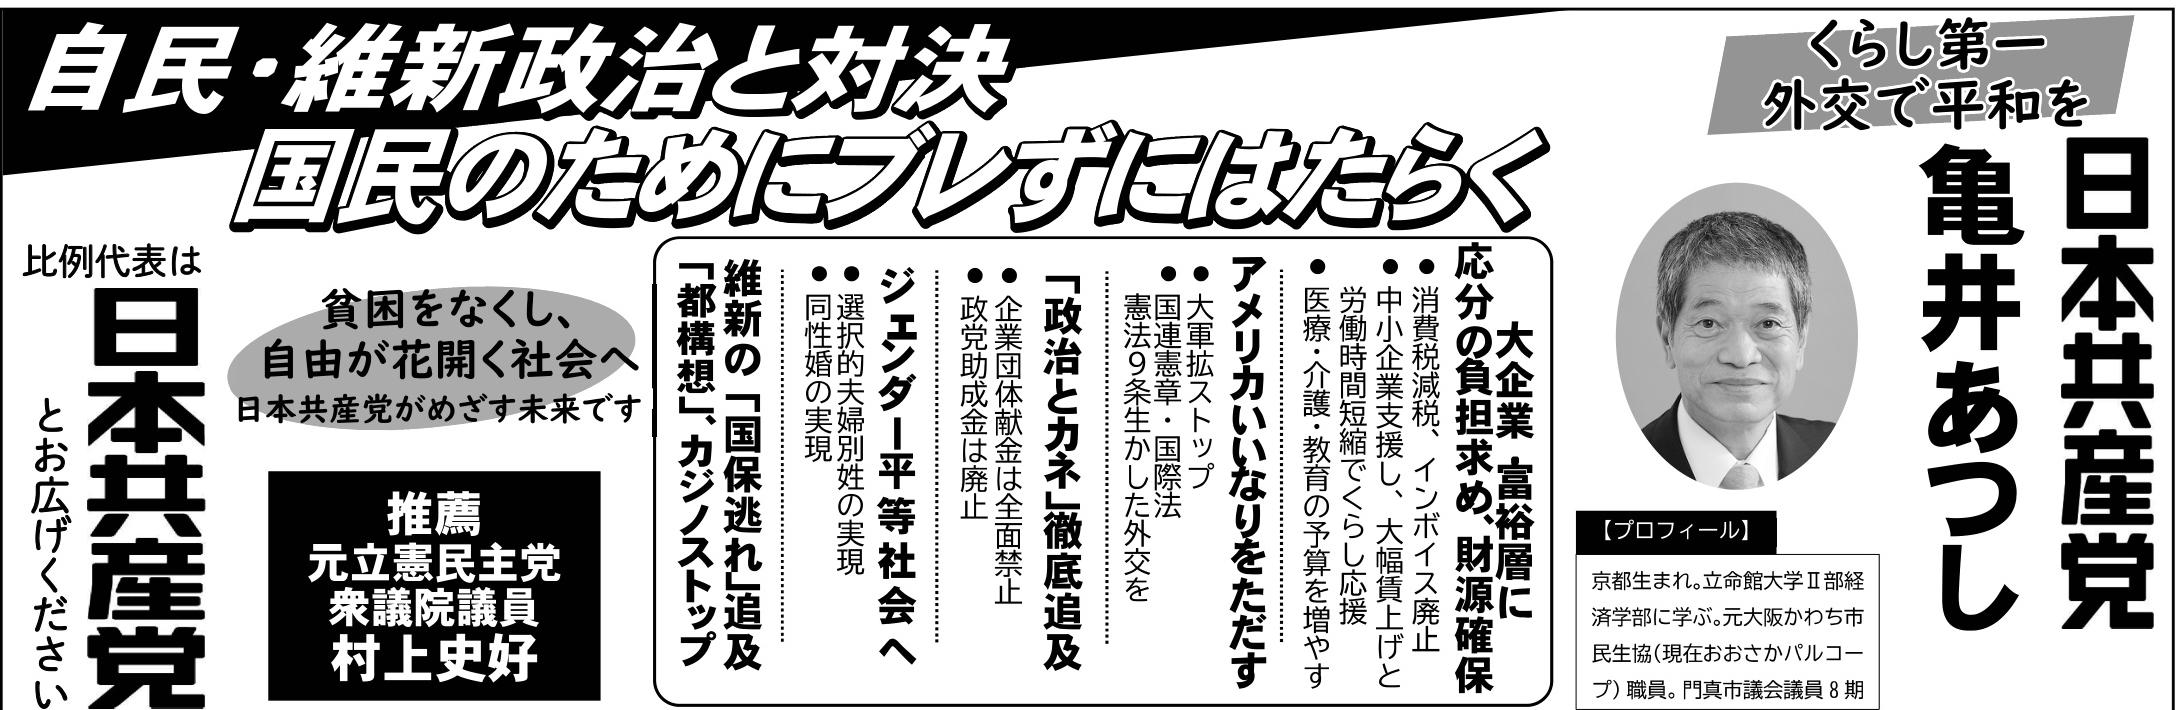 自民・維新政治と対決
国民のためにブレずにはたらく
くらし第一
外交で平和を
日本共産党
亀井あつし
【プロフィール】
京都生まれ。立命館大学Ⅱ部経
済学部に学ぶ。元大阪かわち市
民生協（現在おおさかパルコー
プ）職員。門真市議会議員８期
大企業 富裕層に
応分の負担求め、財源確保
●消費税減税、インボイス廃止
●中小企業支援し、大幅賃上げと
労働時間短縮でくらし応援
●医療・介護・教育の予算を増やす
アメリカいいなりをただす
●大軍拡ストップ
●国連憲章・国際法
憲法９条生かした外交を
「政治とカネ」徹底追及
●企業団体献金は全面禁止
●政党助成金は廃止
ジェンダー平等社会へ
●選択的夫婦別姓の実現
●同性婚の実現
維新の「国保逃れ」追及
「都構想」、カジノストップ
貧困をなくし、
自由が花開く社会へ
日本共産党がめざす未来です
推薦
元立憲民主党
衆議院議員
村上史好
比例代表は
日本共産党
とお広げください